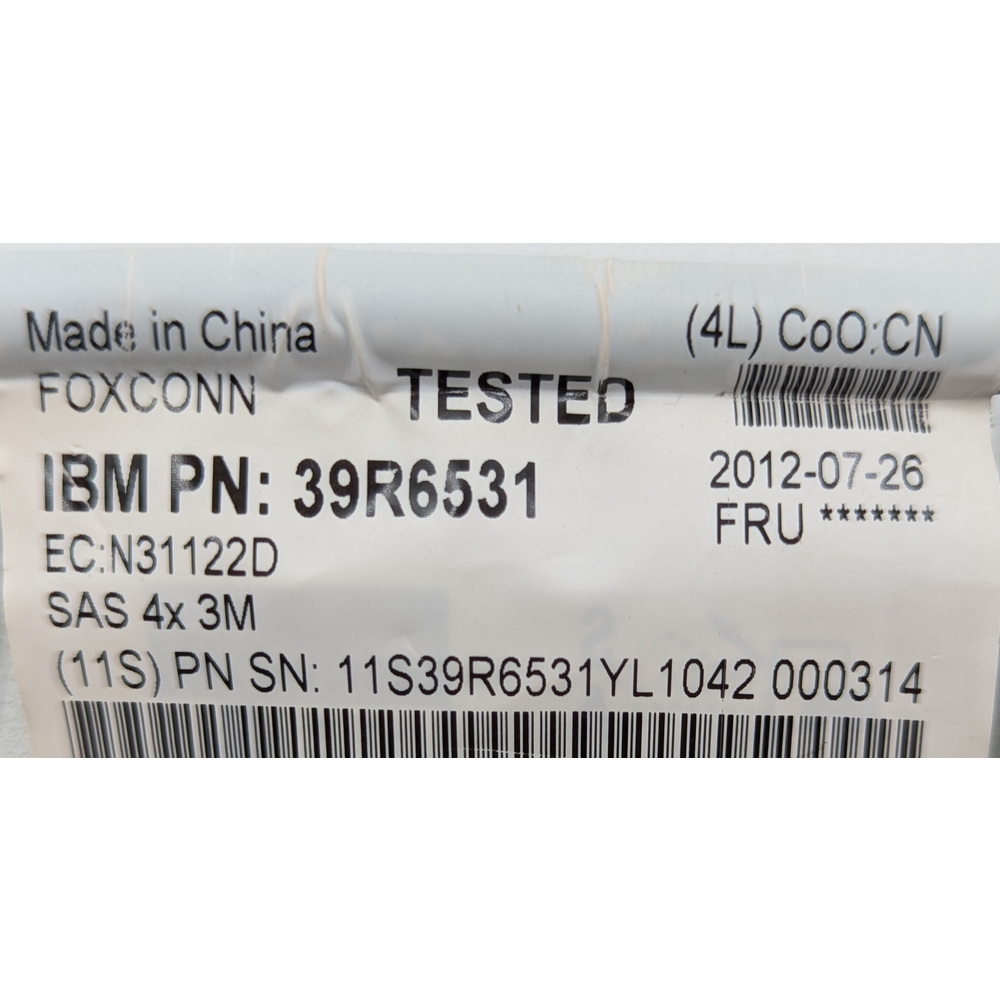 Made in China (4L) CoO:CN
FOXCONN TESTED
IBM PN: 39R6531 2012-07-26
EC:N31122D FRU *******
SAS 4x 3M
(11S) PN SN: 11S39R6531YL1042 000314